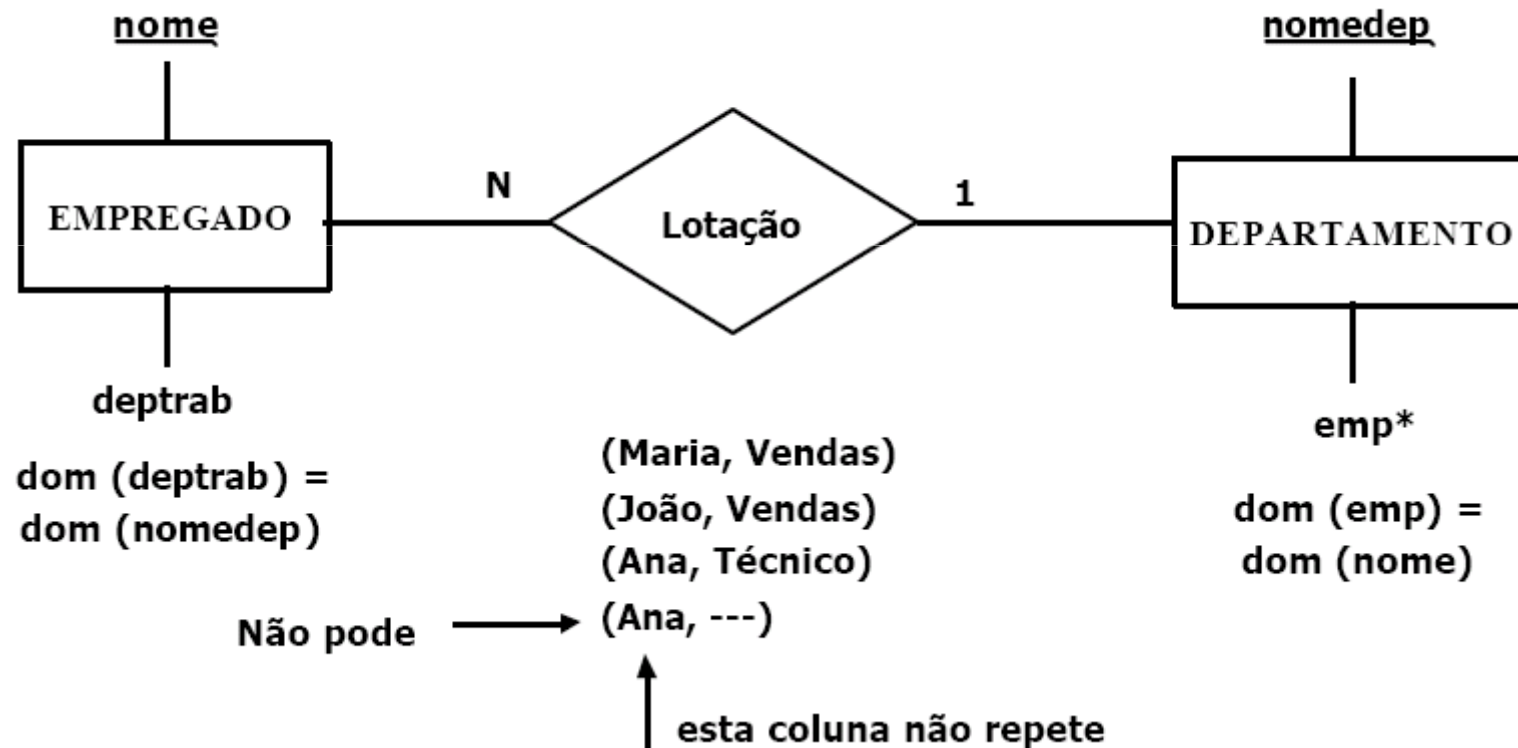 nome
nomedep
EMPREGADO
N
Lotação
1
DEPARTAMENTO
deptrab
dom (deptrab) =
dom (nomedep)
(Maria, Vendas)
(João, Vendas)
(Ana, Técnico)
Não pode
(Ana, ---)
esta coluna não repete
emp*
dom (emp) =
dom (nome)